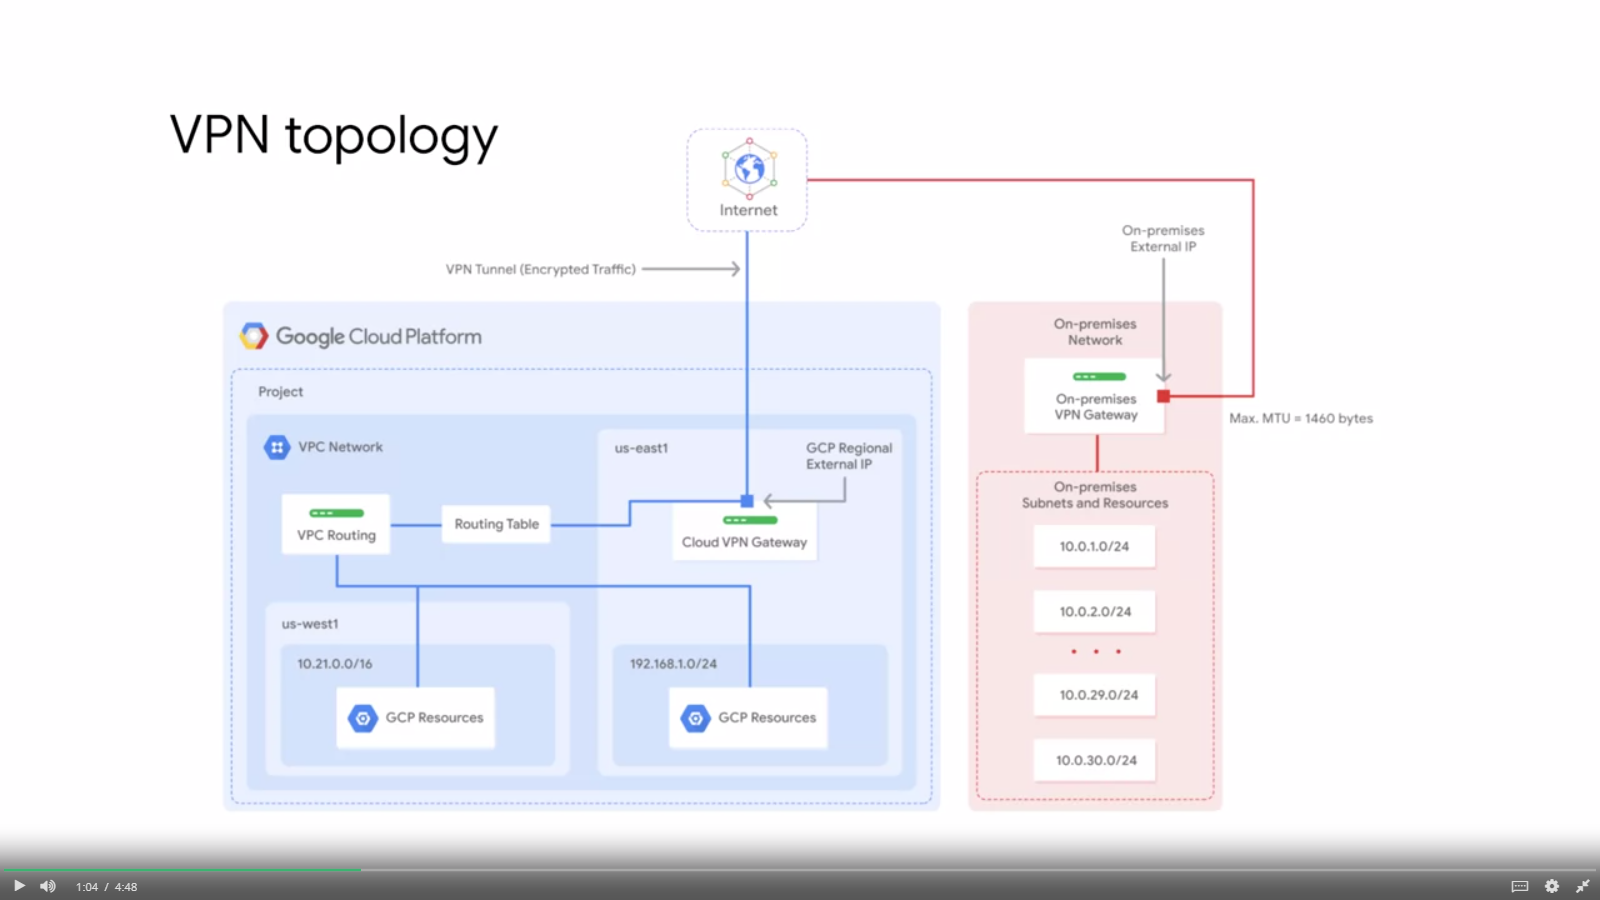 VPN topology
Internet
On-premises
External IP
VPN Tunnel (Encrypted Traffic)
Google Cloud Platform
Project
VPC Network
us-east1
GCP Regional
External IP
VPC Routing
Routing Table
Cloud VPN Gateway
us-west1
10.21.0.0/16
GCP Resources
192.168.1.0/24
GCP Resources
On-premises
Network
On-premises
VPN Gateway
Max. MTU = 1460 bytes
On-premises
Subnets and Resources
10.0.1.0/24
10.0.2.0/24
• • •
10.0.29.0/24
10.0.30.0/24
1:04 / 4:48